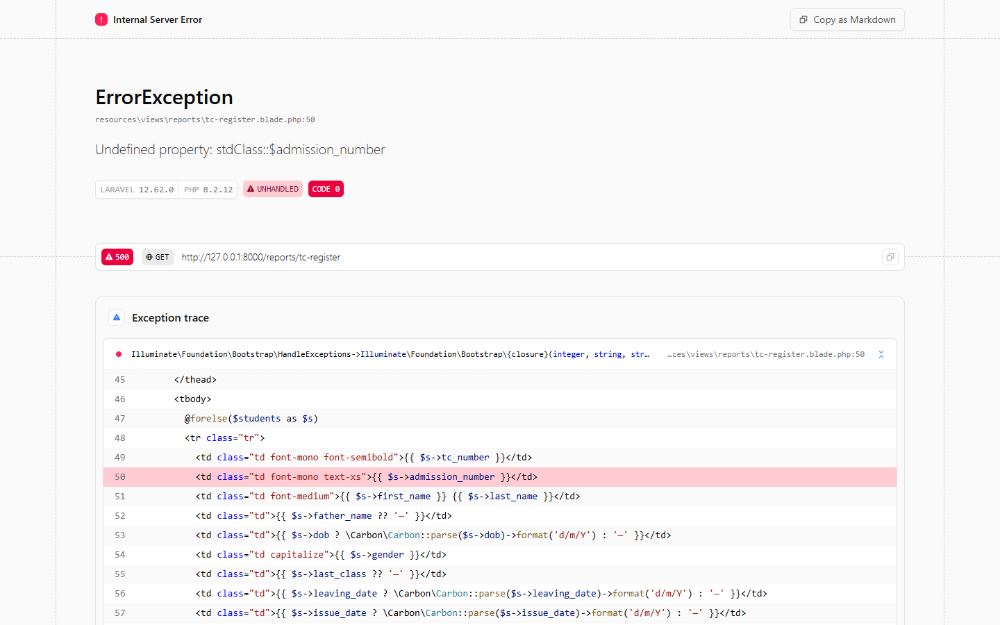 ! Internal Server Error
Copy as Markdown
ErrorException
resources\views\reports\tc-register.blade.php:50
Undefined property: stdClass::$admission_number
LARAVEL 12.62.0 PHP 8.2.12 UNHANDLED CODE 0
500 GET http://127.0.0.1:8000/reports/tc-register
Exception trace
Illuminate\Foundation\Bootstrap\HandleExceptions->Illuminate\Foundation\Bootstrap\{closure}(integer, string, str… …ces\views\reports\tc-register.blade.php:50
45 </thead>
46 <tbody>
47 @forelse($students as $s)
48 <tr class="tr">
49 <td class="td font-mono font-semibold">{{ $s->tc_number }}</td>
50 <td class="td font-mono text-xs">{{ $s->admission_number }}</td>
51 <td class="td font-medium">{{ $s->first_name }} {{ $s->last_name }}</td>
52 <td class="td">{{ $s->father_name ?? '—' }}</td>
53 <td class="td">{{ $s->dob ? \Carbon\Carbon::parse($s->dob)->format('d/m/Y') : '—' }}</td>
54 <td class="td capitalize">{{ $s->gender }}</td>
55 <td class="td">{{ $s->last_class ?? '—' }}</td>
56 <td class="td">{{ $s->leaving_date ? \Carbon\Carbon::parse($s->leaving_date)->format('d/m/Y') : '—' }}</td>
57 <td class="td">{{ $s->issue_date ? \Carbon\Carbon::parse($s->issue_date)->format('d/m/Y') : '—' }}</td>